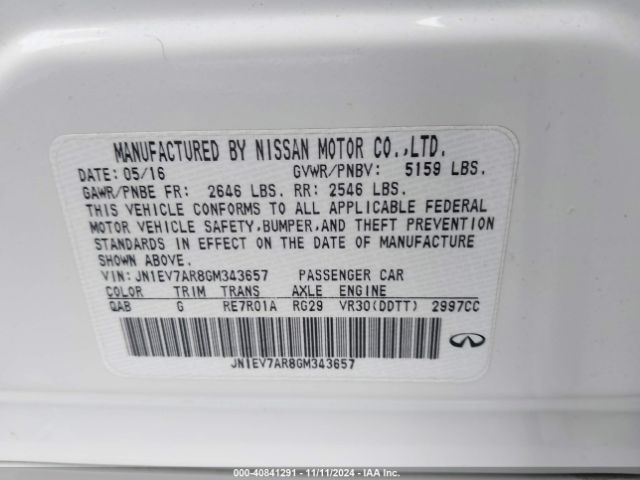 MANUFACTURED BY NISSAN MOTOR CO.,LTD.
DATE: 05/16 GVWR/PNBV: 5159 LBS.
GAWR/PNBE FR: 2646 LBS. RR: 2546 LBS.
THIS VEHICLE CONFORMS TO ALL APPLICABLE FEDERAL
MOTOR VEHICLE SAFETY,BUMPER,AND THEFT PREVENTION
STANDARDS IN EFFECT ON THE DATE OF MANUFACTURE
SHOWN ABOVE.
VIN: JN1EV7AR8GM343657 PASSENGER CAR
COLOR TRIM TRANS AXLE ENGINE
QAB G RE7R01A RG29 VR30(DDTT) 2997CC
JN1EV7AR8GM343657
INFINITI
000-40841291 - 11/11/2024 - IAA Inc.